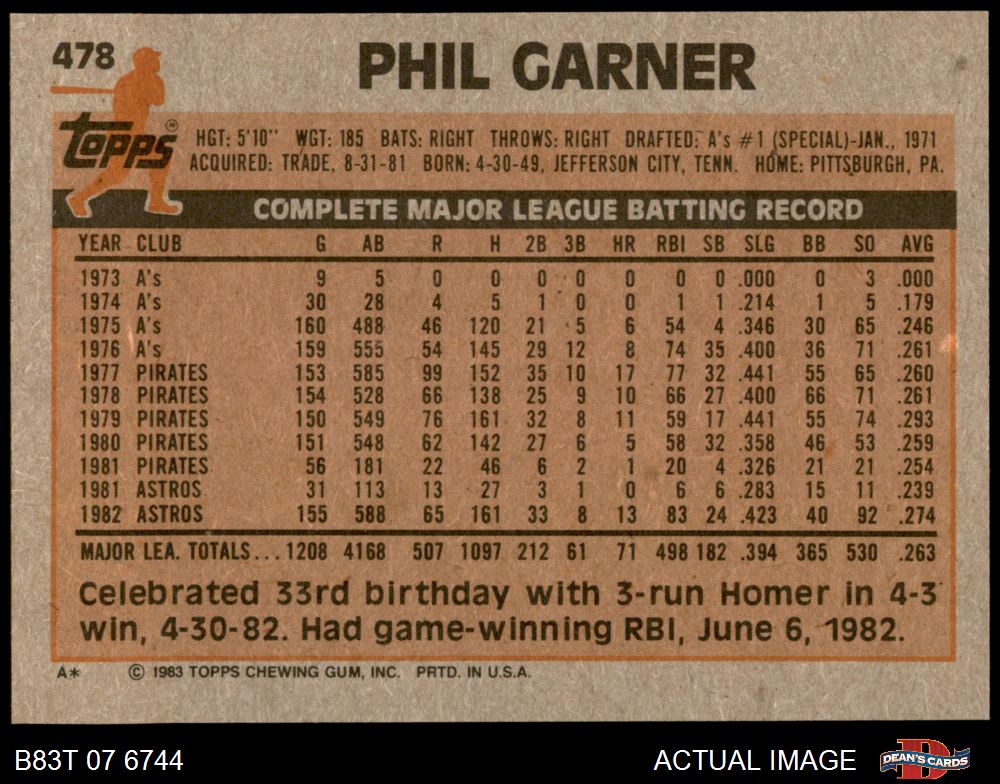 478
PHIL GARNER
Topps
HGT: 5'10" WGT: 185 BATS: RIGHT THROWS: RIGHT DRAFTED: A's #1 (SPECIAL)-JAN., 1971
ACQUIRED: TRADE, 8-31-81 BORN: 4-30-49, JEFFERSON CITY, TENN. HOME: PITTSBURGH, PA.
COMPLETE MAJOR LEAGUE BATTING RECORD
YEAR CLUB G AB R H 2B 3B HR RBI SB SLG BB SO AVG
1973 A's 9 5 0 0 0 0 0 0 0 .000 0 3 .000
1974 A's 30 28 4 5 1 0 0 1 1 .214 1 5 .179
1975 A's 160 488 46 120 21 5 6 54 4 .346 30 65 .246
1976 A's 159 555 54 145 29 12 8 74 35 .400 36 71 .261
1977 PIRATES 153 585 99 152 35 10 17 77 32 .441 55 65 .260
1978 PIRATES 154 528 66 138 25 9 10 66 27 .400 66 71 .261
1979 PIRATES 150 549 76 161 32 8 11 59 17 .441 55 74 .293
1980 PIRATES 151 548 62 142 27 6 5 58 32 .358 46 53 .259
1981 PIRATES 56 181 22 46 6 2 1 20 4 .326 21 21 .254
1981 ASTROS 31 113 13 27 3 1 0 6 6 .283 15 11 .239
1982 ASTROS 155 588 65 161 33 8 13 83 24 .423 40 92 .274
MAJOR LEA. TOTALS... 1208 4168 507 1097 212 61 71 498 182 .394 365 530 .263
Celebrated 33rd birthday with 3-run Homer in 4-3
win, 4-30-82. Had game-winning RBI, June 6, 1982.
A* © 1983 TOPPS CHEWING GUM, INC. PRTD. IN U.S.A.
B83T 07 6744 ACTUAL IMAGE DEAN'S CARDS